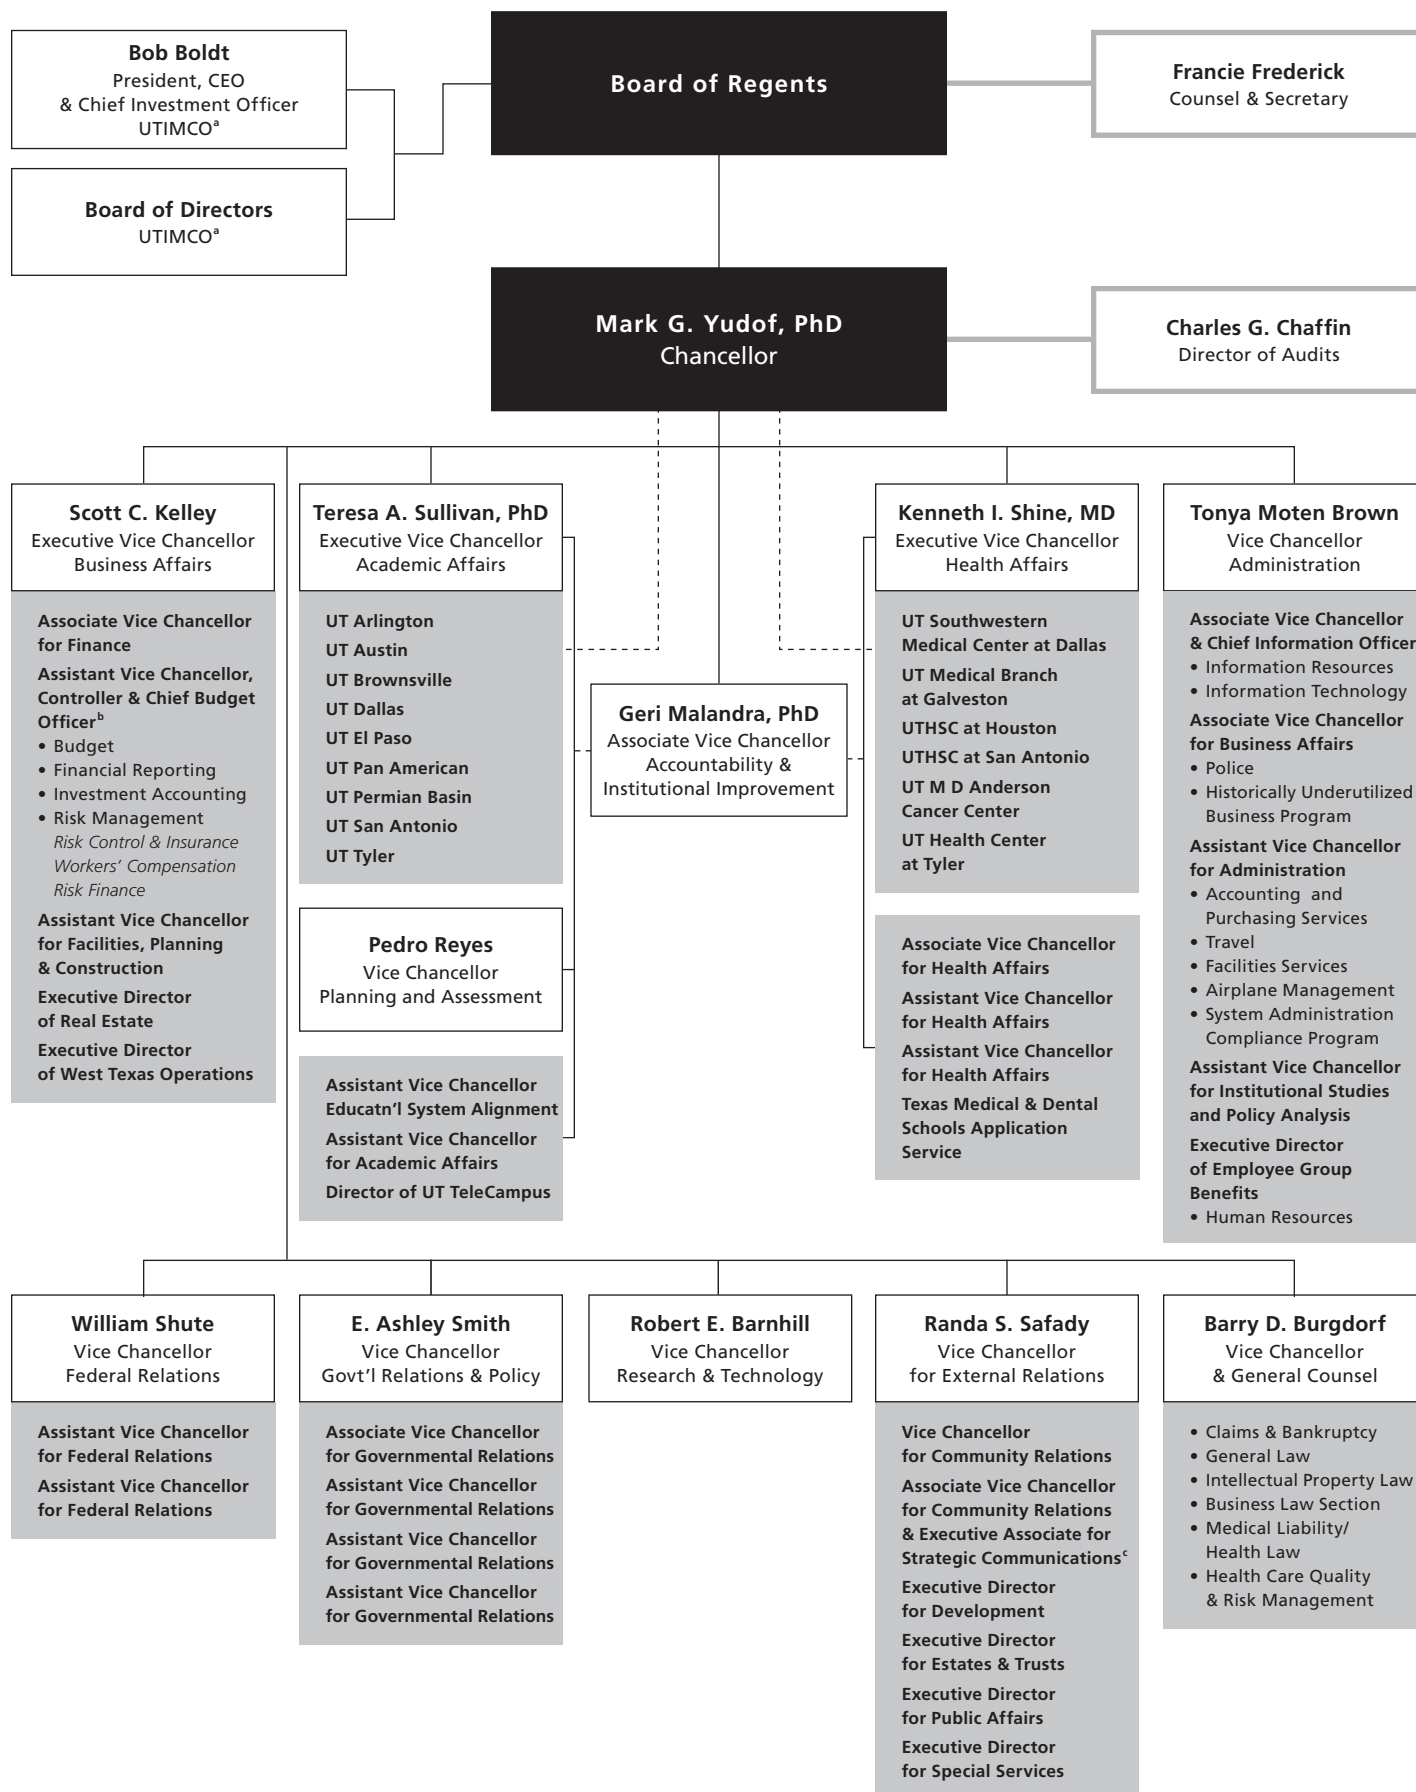 Bob Boldt
President, CEO
& Chief Investment Officer
UTIMCOᵃ
Board of Directors
UTIMCOᵃ
Board of Regents
Francie Frederick
Counsel & Secretary
Mark G. Yudof, PhD
Chancellor
Charles G. Chaffin
Director of Audits
Scott C. Kelley
Executive Vice Chancellor
Business Affairs
Associate Vice Chancellor
for Finance
Assistant Vice Chancellor,
Controller & Chief Budget
Officerᵇ
• Budget
• Financial Reporting
• Investment Accounting
• Risk Management
Risk Control & Insurance
Workers’ Compensation
Risk Finance
Assistant Vice Chancellor
for Facilities, Planning
& Construction
Executive Director
of Real Estate
Executive Director
of West Texas Operations
Teresa A. Sullivan, PhD
Executive Vice Chancellor
Academic Affairs
UT Arlington
UT Austin
UT Brownsville
UT Dallas
UT El Paso
UT Pan American
UT Permian Basin
UT San Antonio
UT Tyler
Pedro Reyes
Vice Chancellor
Planning and Assessment
Assistant Vice Chancellor
Educatn’l System Alignment
Assistant Vice Chancellor
for Academic Affairs
Director of UT TeleCampus
Geri Malandra, PhD
Associate Vice Chancellor
Accountability &
Institutional Improvement
Kenneth I. Shine, MD
Executive Vice Chancellor
Health Affairs
UT Southwestern
Medical Center at Dallas
UT Medical Branch
at Galveston
UTHSC at Houston
UTHSC at San Antonio
UT M D Anderson
Cancer Center
UT Health Center
at Tyler
Associate Vice Chancellor
for Health Affairs
Assistant Vice Chancellor
for Health Affairs
Assistant Vice Chancellor
for Health Affairs
Texas Medical & Dental
Schools Application
Service
Tonya Moten Brown
Vice Chancellor
Administration
Associate Vice Chancellor
& Chief Information Officer
• Information Resources
• Information Technology
Associate Vice Chancellor
for Business Affairs
• Police
• Historically Underutilized
Business Program
Assistant Vice Chancellor
for Administration
• Accounting and
Purchasing Services
• Travel
• Facilities Services
• Airplane Management
• System Administration
Compliance Program
Assistant Vice Chancellor
for Institutional Studies
and Policy Analysis
Executive Director
of Employee Group
Benefits
• Human Resources
William Shute
Vice Chancellor
Federal Relations
Assistant Vice Chancellor
for Federal Relations
Assistant Vice Chancellor
for Federal Relations
E. Ashley Smith
Vice Chancellor
Govt’l Relations & Policy
Associate Vice Chancellor
for Governmental Relations
Assistant Vice Chancellor
for Governmental Relations
Assistant Vice Chancellor
for Governmental Relations
Assistant Vice Chancellor
for Governmental Relations
Robert E. Barnhill
Vice Chancellor
Research & Technology
Randa S. Safady
Vice Chancellor
for External Relations
Vice Chancellor
for Community Relations
Associate Vice Chancellor
for Community Relations
& Executive Associate for
Strategic Communicationsᶜ
Executive Director
for Development
Executive Director
for Estates & Trusts
Executive Director
for Public Affairs
Executive Director
for Special Services
Barry D. Burgdorf
Vice Chancellor
& General Counsel
• Claims & Bankruptcy
• General Law
• Intellectual Property Law
• Business Law Section
• Medical Liability/
Health Law
• Health Care Quality
& Risk Management